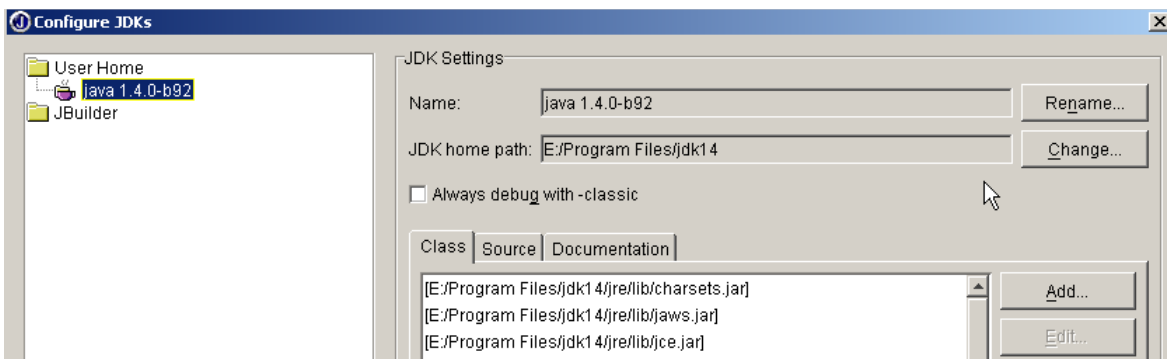 Configure JDKs
User Home
java 1.4.0-b92
JBuilder
JDK Settings
Name: java 1.4.0-b92 Rename...
JDK home path: E:/Program Files/jdk14 Change...
Always debug with -classic
Class Source Documentation
[E:/Program Files/jdk14/jre/lib/charsets.jar]
[E:/Program Files/jdk14/jre/lib/jaws.jar]
[E:/Program Files/jdk14/jre/lib/jce.jar]
Add...
Edit...